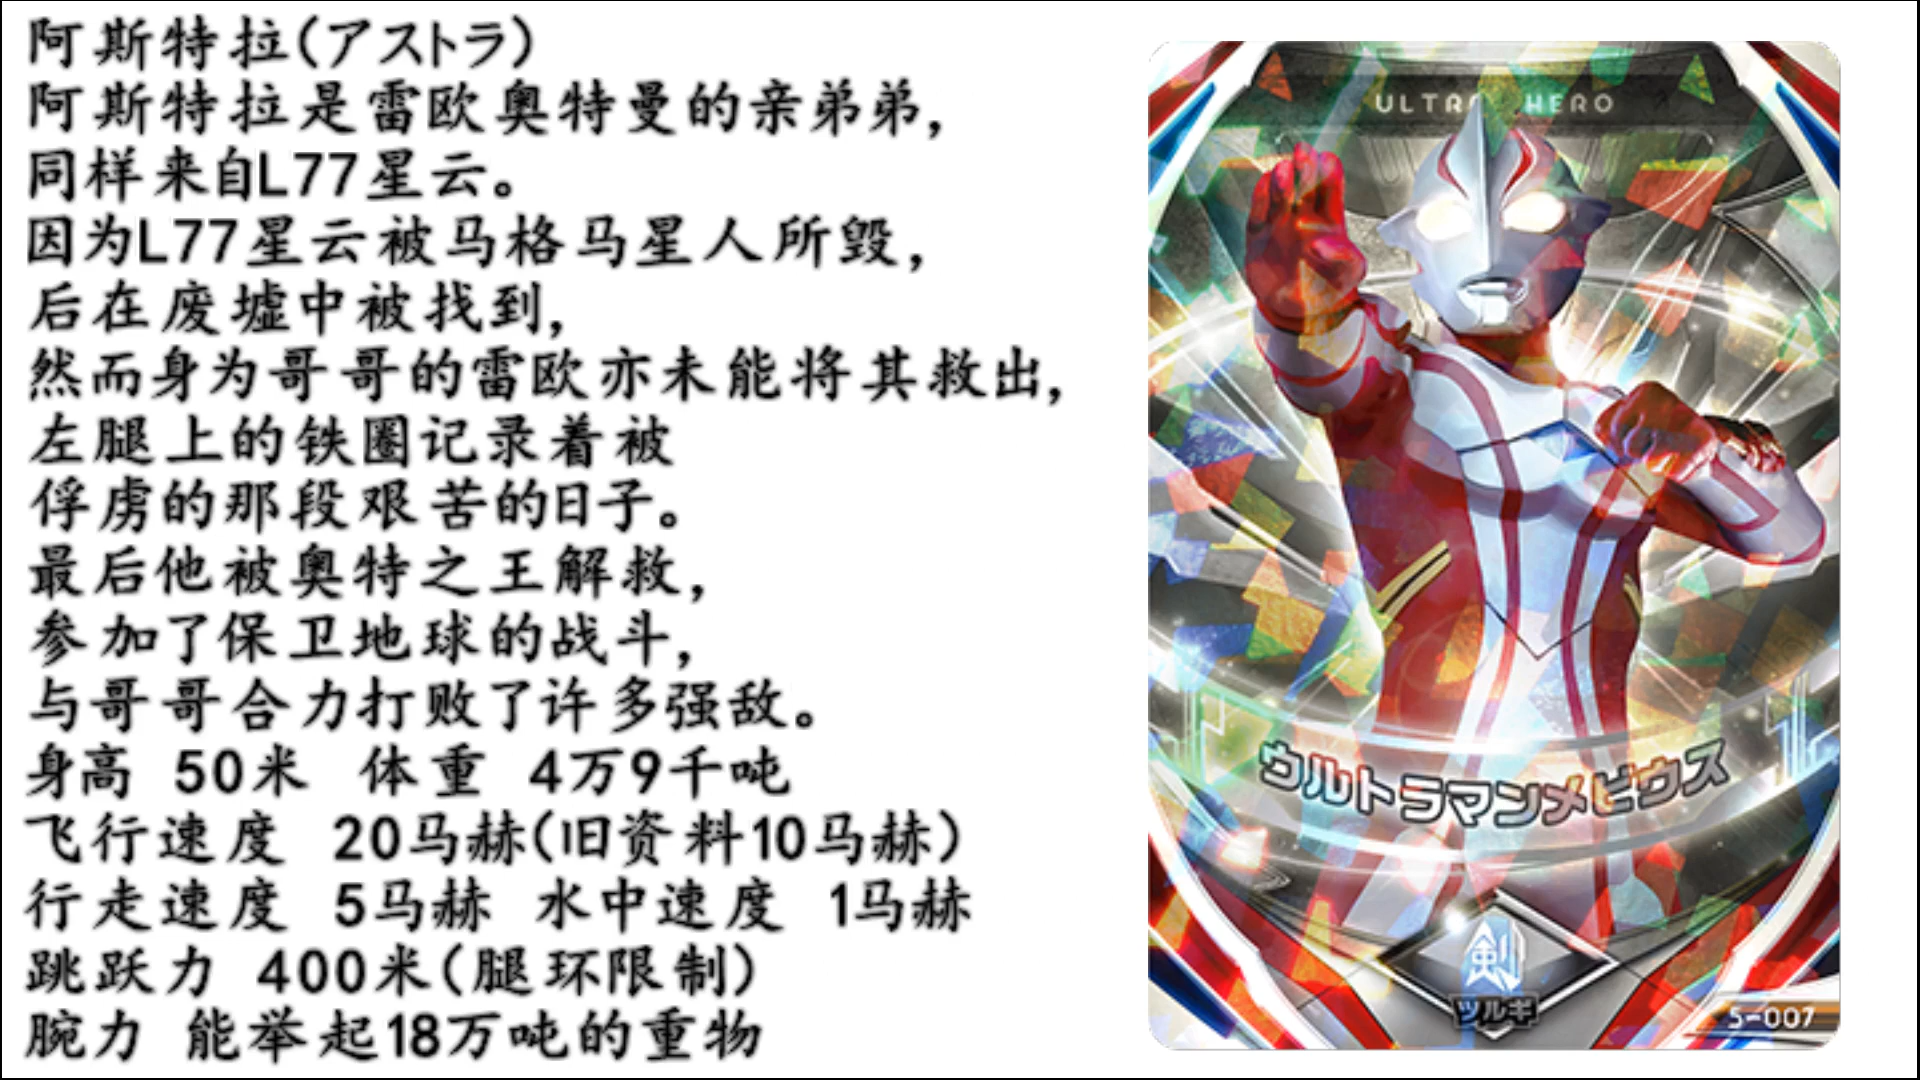 阿斯特拉(アストラ)
阿斯特拉是雷欧奥特曼的亲弟弟,
同样来自L77星云。
因为L77星云被马格马星人所毁,
后在废墟中被找到,
然而身为哥哥的雷欧亦未能将其救出,
左腿上的铁圈记录着被
俘虏的那段艰苦的日子。
最后他被奥特之王解救,
参加了保卫地球的战斗,
与哥哥合力打败了许多强敌。
身高 50米 体重 4万9千吨
飞行速度 20马赫(旧资料10马赫)
行走速度 5马赫 水中速度 1马赫
跳跃力 400米(腿环限制)
腕力 能举起18万吨的重物
ULTRA HERO
ウルトラマンメビウス
剣
ツルギ
5-007